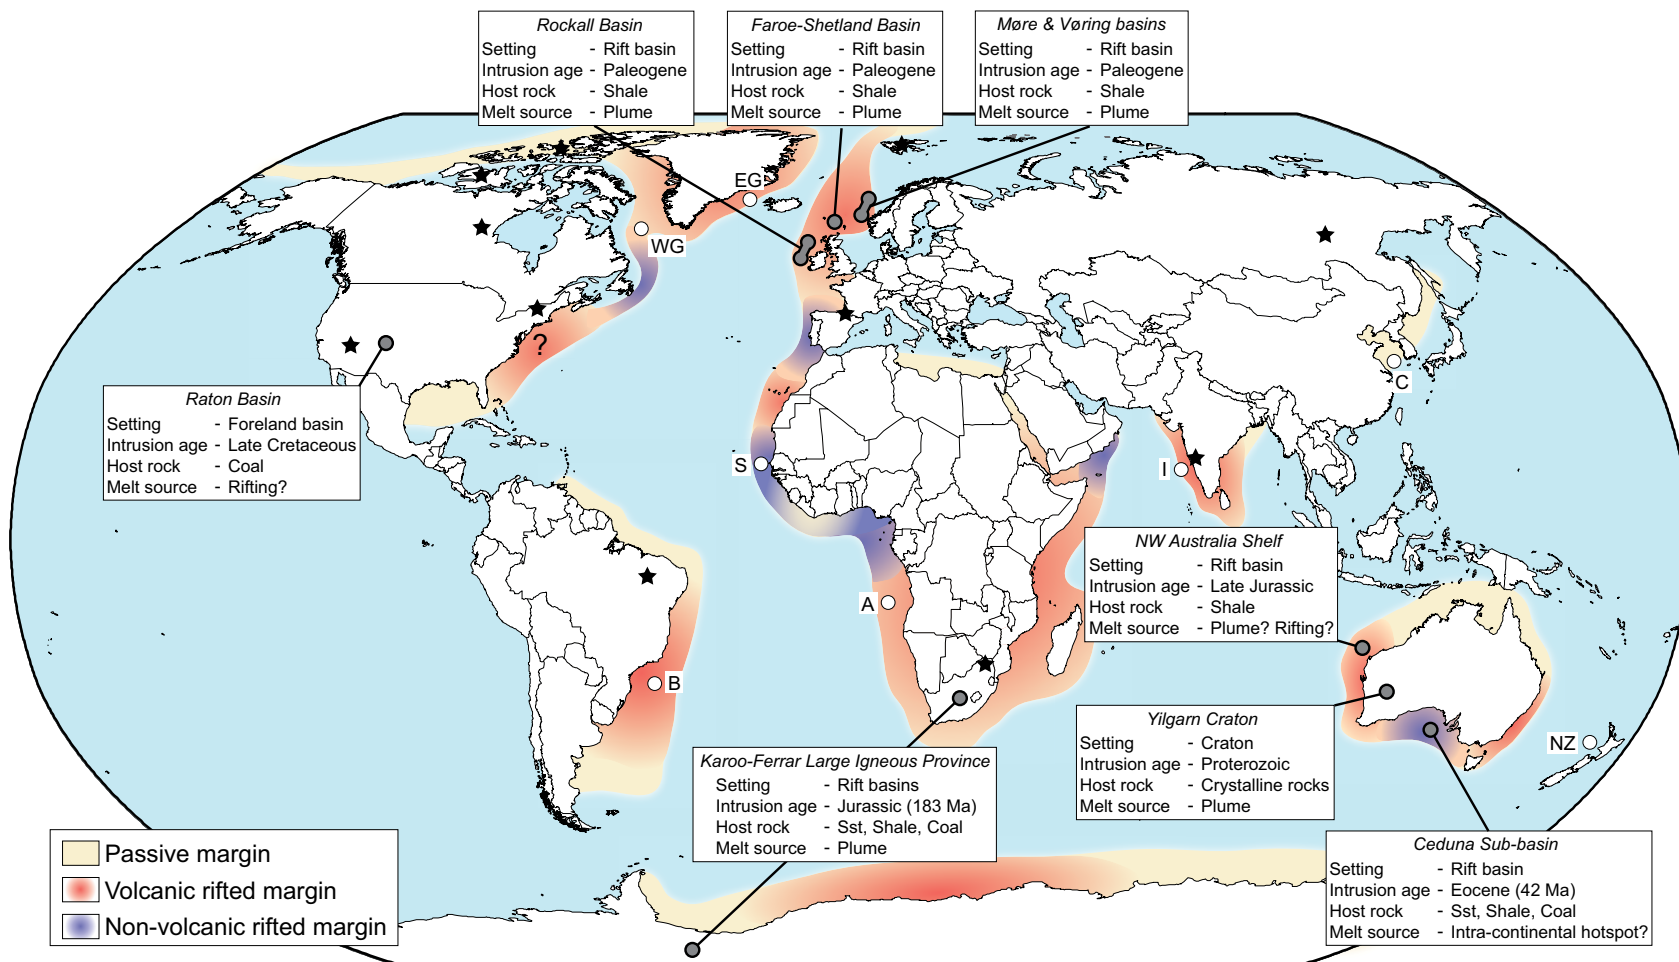 Rockall Basin
Setting - Rift basin
Intrusion age - Paleogene
Host rock - Shale
Melt source - Plume
Faroe-Shetland Basin
Setting - Rift basin
Intrusion age - Paleogene
Host rock - Shale
Melt source - Plume
Møre & Vøring basins
Setting - Rift basin
Intrusion age - Paleogene
Host rock - Shale
Melt source - Plume
EG
WG
?
Raton Basin
Setting - Foreland basin
Intrusion age - Late Cretaceous
Host rock - Coal
Melt source - Rifting?
C
S
I
NW Australia Shelf
Setting - Rift basin
Intrusion age - Late Jurassic
Host rock - Shale
Melt source - Plume? Rifting?
A
B
Yilgarn Craton
Setting - Craton
Intrusion age - Proterozoic
Host rock - Crystalline rocks
Melt source - Plume
NZ
Karoo-Ferrar Large Igneous Province
Setting - Rift basins
Intrusion age - Jurassic (183 Ma)
Host rock - Sst, Shale, Coal
Melt source - Plume
Ceduna Sub-basin
Setting - Rift basin
Intrusion age - Eocene (42 Ma)
Host rock - Sst, Shale, Coal
Melt source - Intra-continental hotspot?
Passive margin
Volcanic rifted margin
Non-volcanic rifted margin